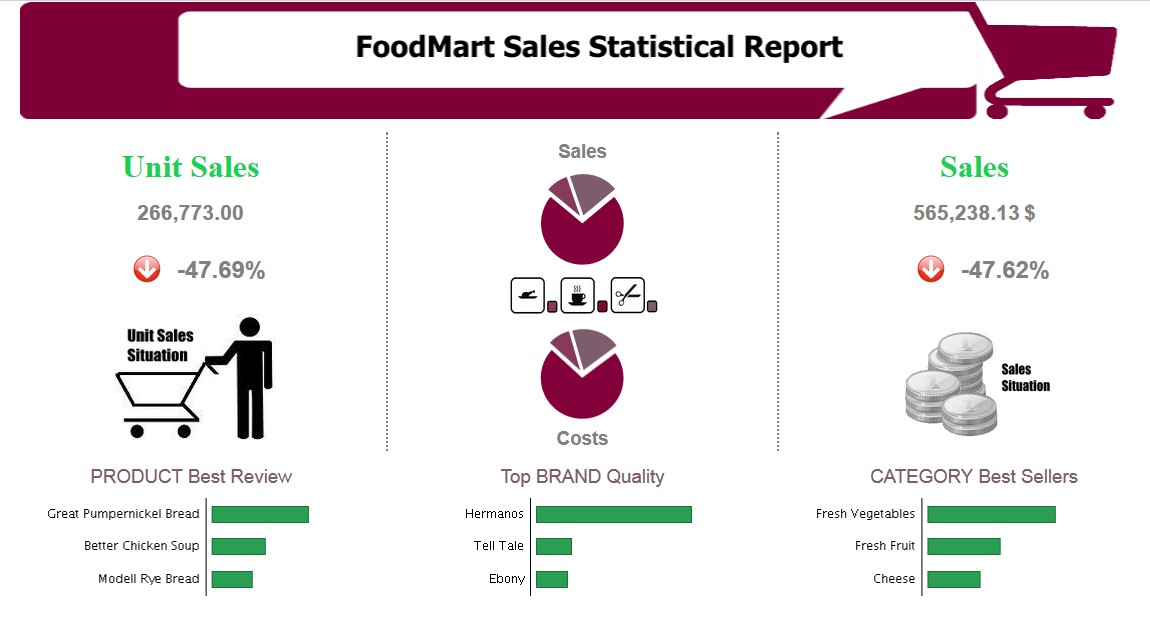 FoodMart Sales Statistical Report
Unit Sales
266,773.00
-47.69%
Unit Sales
Situation
Sales
Costs
Sales
565,238.13 $
-47.62%
Sales
Situation
PRODUCT Best Review
Great Pumpernickel Bread
Better Chicken Soup
Modell Rye Bread
Top BRAND Quality
Hermanos
Tell Tale
Ebony
CATEGORY Best Sellers
Fresh Vegetables
Fresh Fruit
Cheese